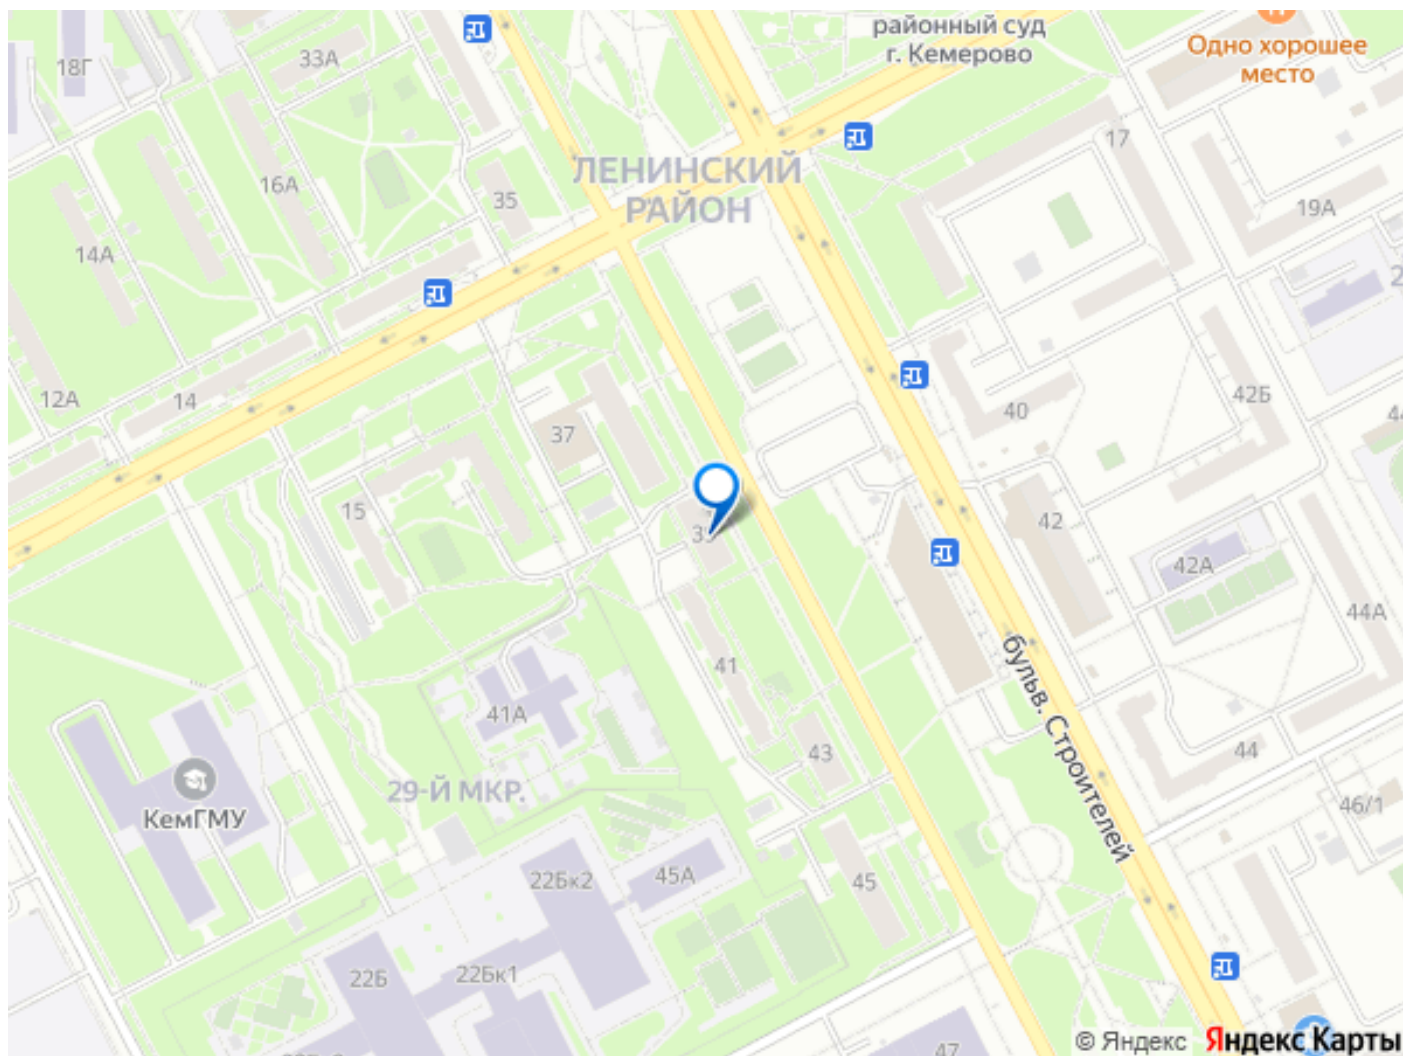 районный суд
г. Кемерово
Одно хорошее
место
18Г
33А
17
16А
35
ЛЕНИНСКИЙ
РАЙОН
19А
14А
12А
14
40
42Б
37
15
42
42А
44А
41
41А
43
44
бульв. Строителей
29-Й МКР.
КемГМУ
46/1
22Бк2
45А
45
22Б
22Бк1
47
© Яндекс
Яндекс Карты